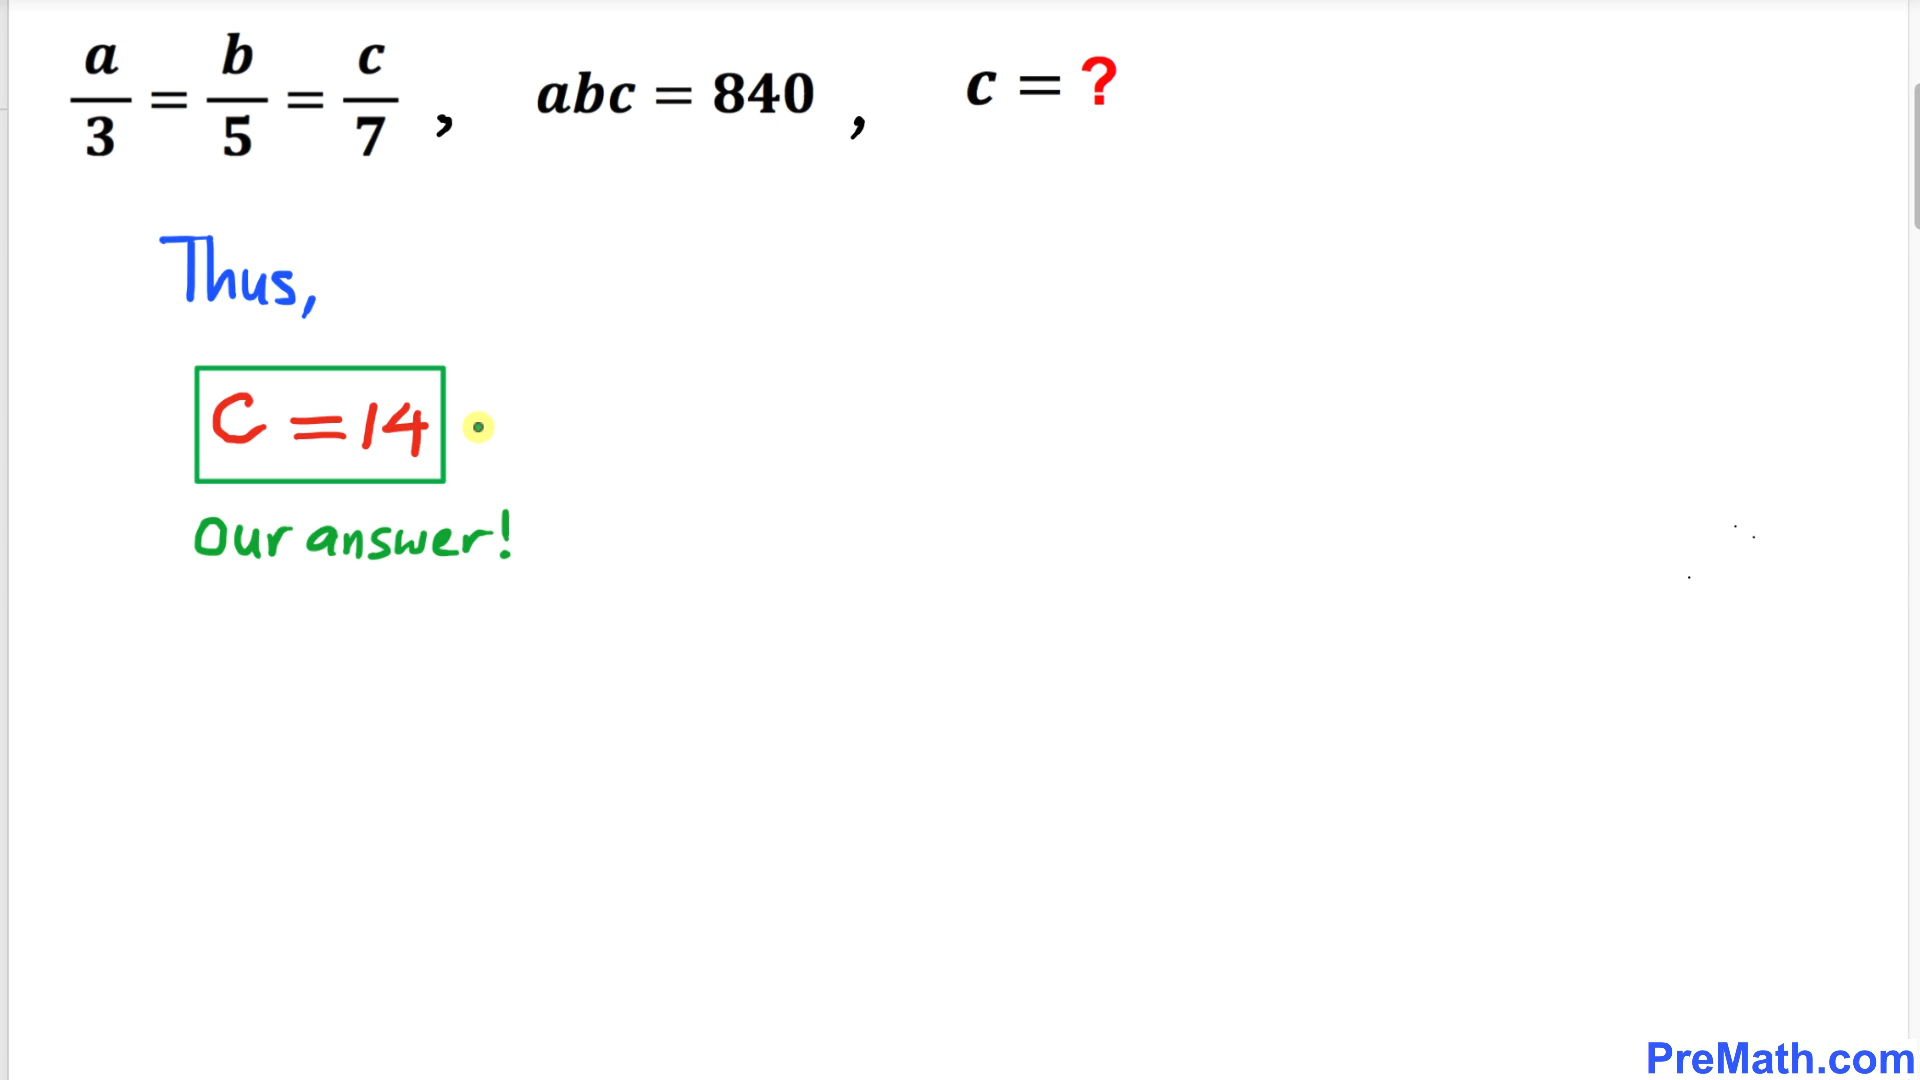 a/3 = b/5 = c/7 , abc = 840 , c = ?
Thus,
C = 14
Our answer!
PreMath.com